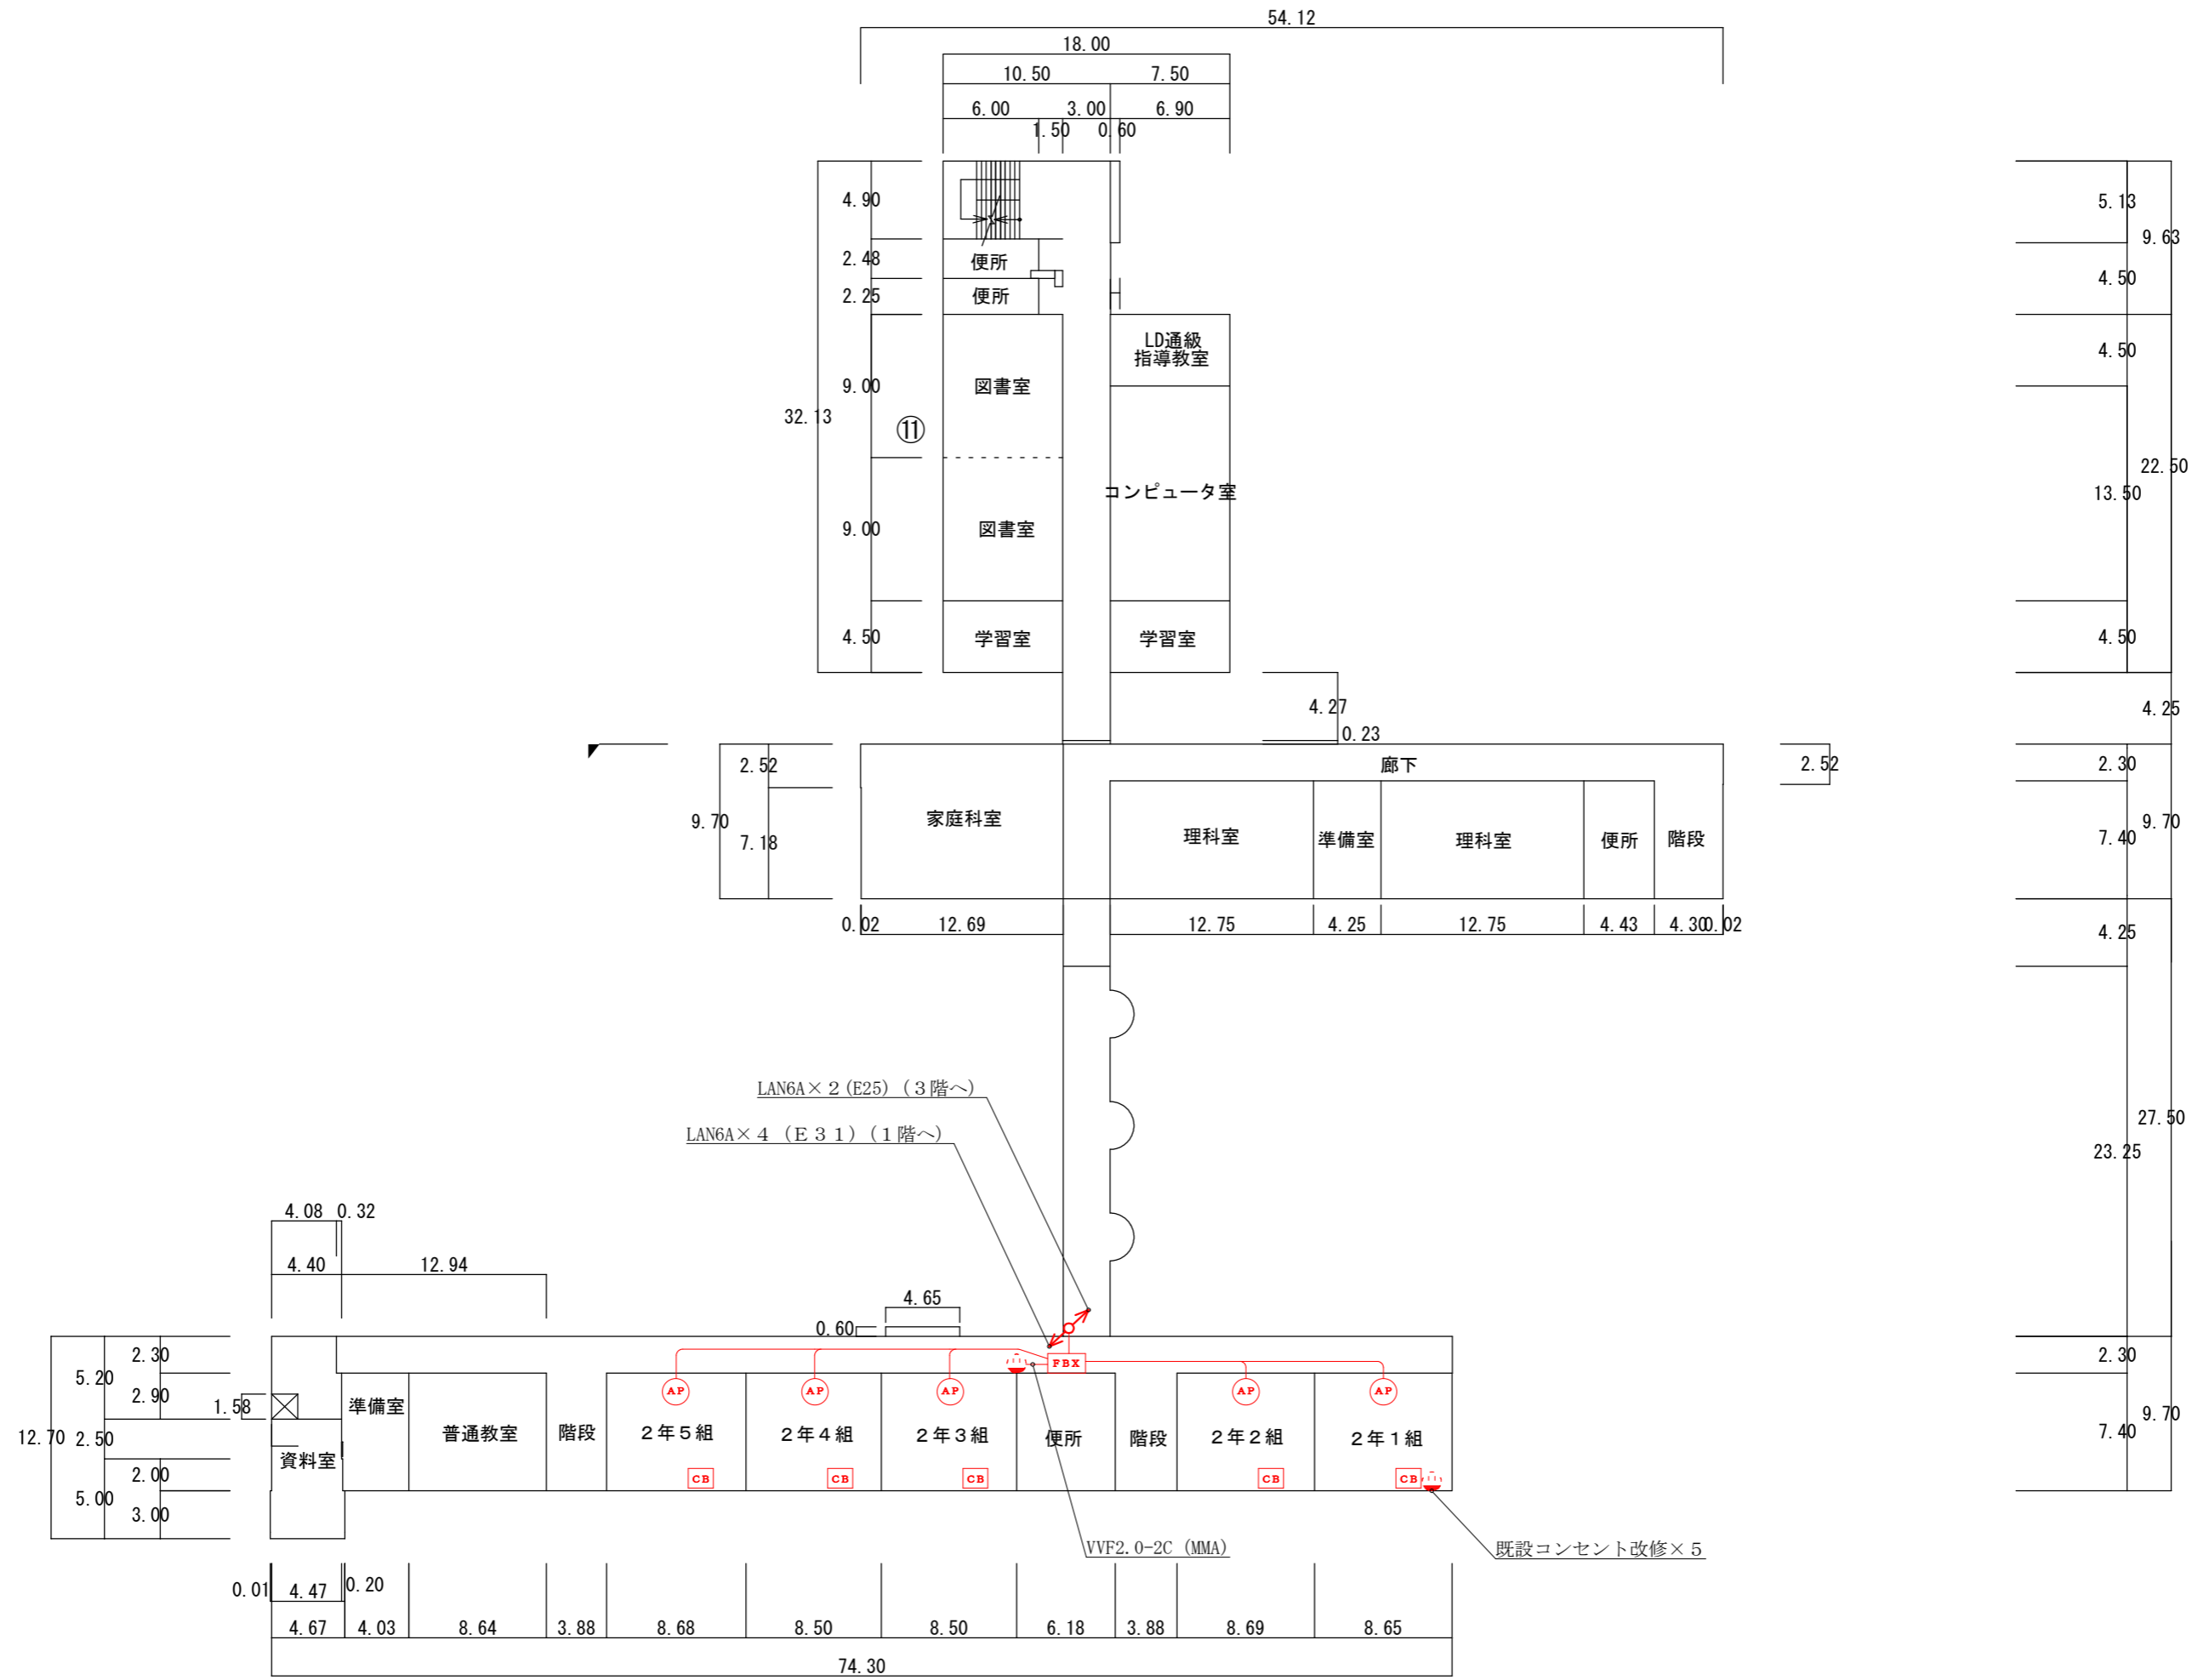 54.12
18.00
10.50 7.50
6.00 3.00 6.90
1.50 0.60
4.90
5.13
9.63
2.48
便所
4.50
2.25
便所
LD通級
指導教室
4.50
9.00
図書室
32.13
⑪
22.50
コンピュータ室
13.50
9.00
図書室
4.50
学習室
学習室
4.50
4.27
4.25
0.23
2.52
廊下
2.52
2.30
9.70
家庭科室
9.70
7.18
理科室
準備室
理科室
便所
階段
7.40
0.02 12.69 12.75 4.25 12.75 4.43 4.30 0.02
4.25
LAN6A×2(E25)(3階へ)
27.50
LAN6A×4(E31)(1階へ)
23.25
4.08 0.32
4.40 12.94
4.65
0.60
2.30
FBX
2.30
5.20
2.90
1.58
AP
AP
AP
AP
AP
準備室
9.70
12.70 2.50
普通教室
階段
2年5組
2年4組
2年3組
便所
階段
2年2組
2年1組
7.40
資料室
2.00
CB
CB
CB
CB
CB
5.00
3.00
VVF2.0-2C(MMA)
既設コンセント改修×5
0.01 4.47 0.20
4.67 4.03 8.64 3.88 8.68 8.50 8.50 6.18 3.88 8.69 8.65
74.30